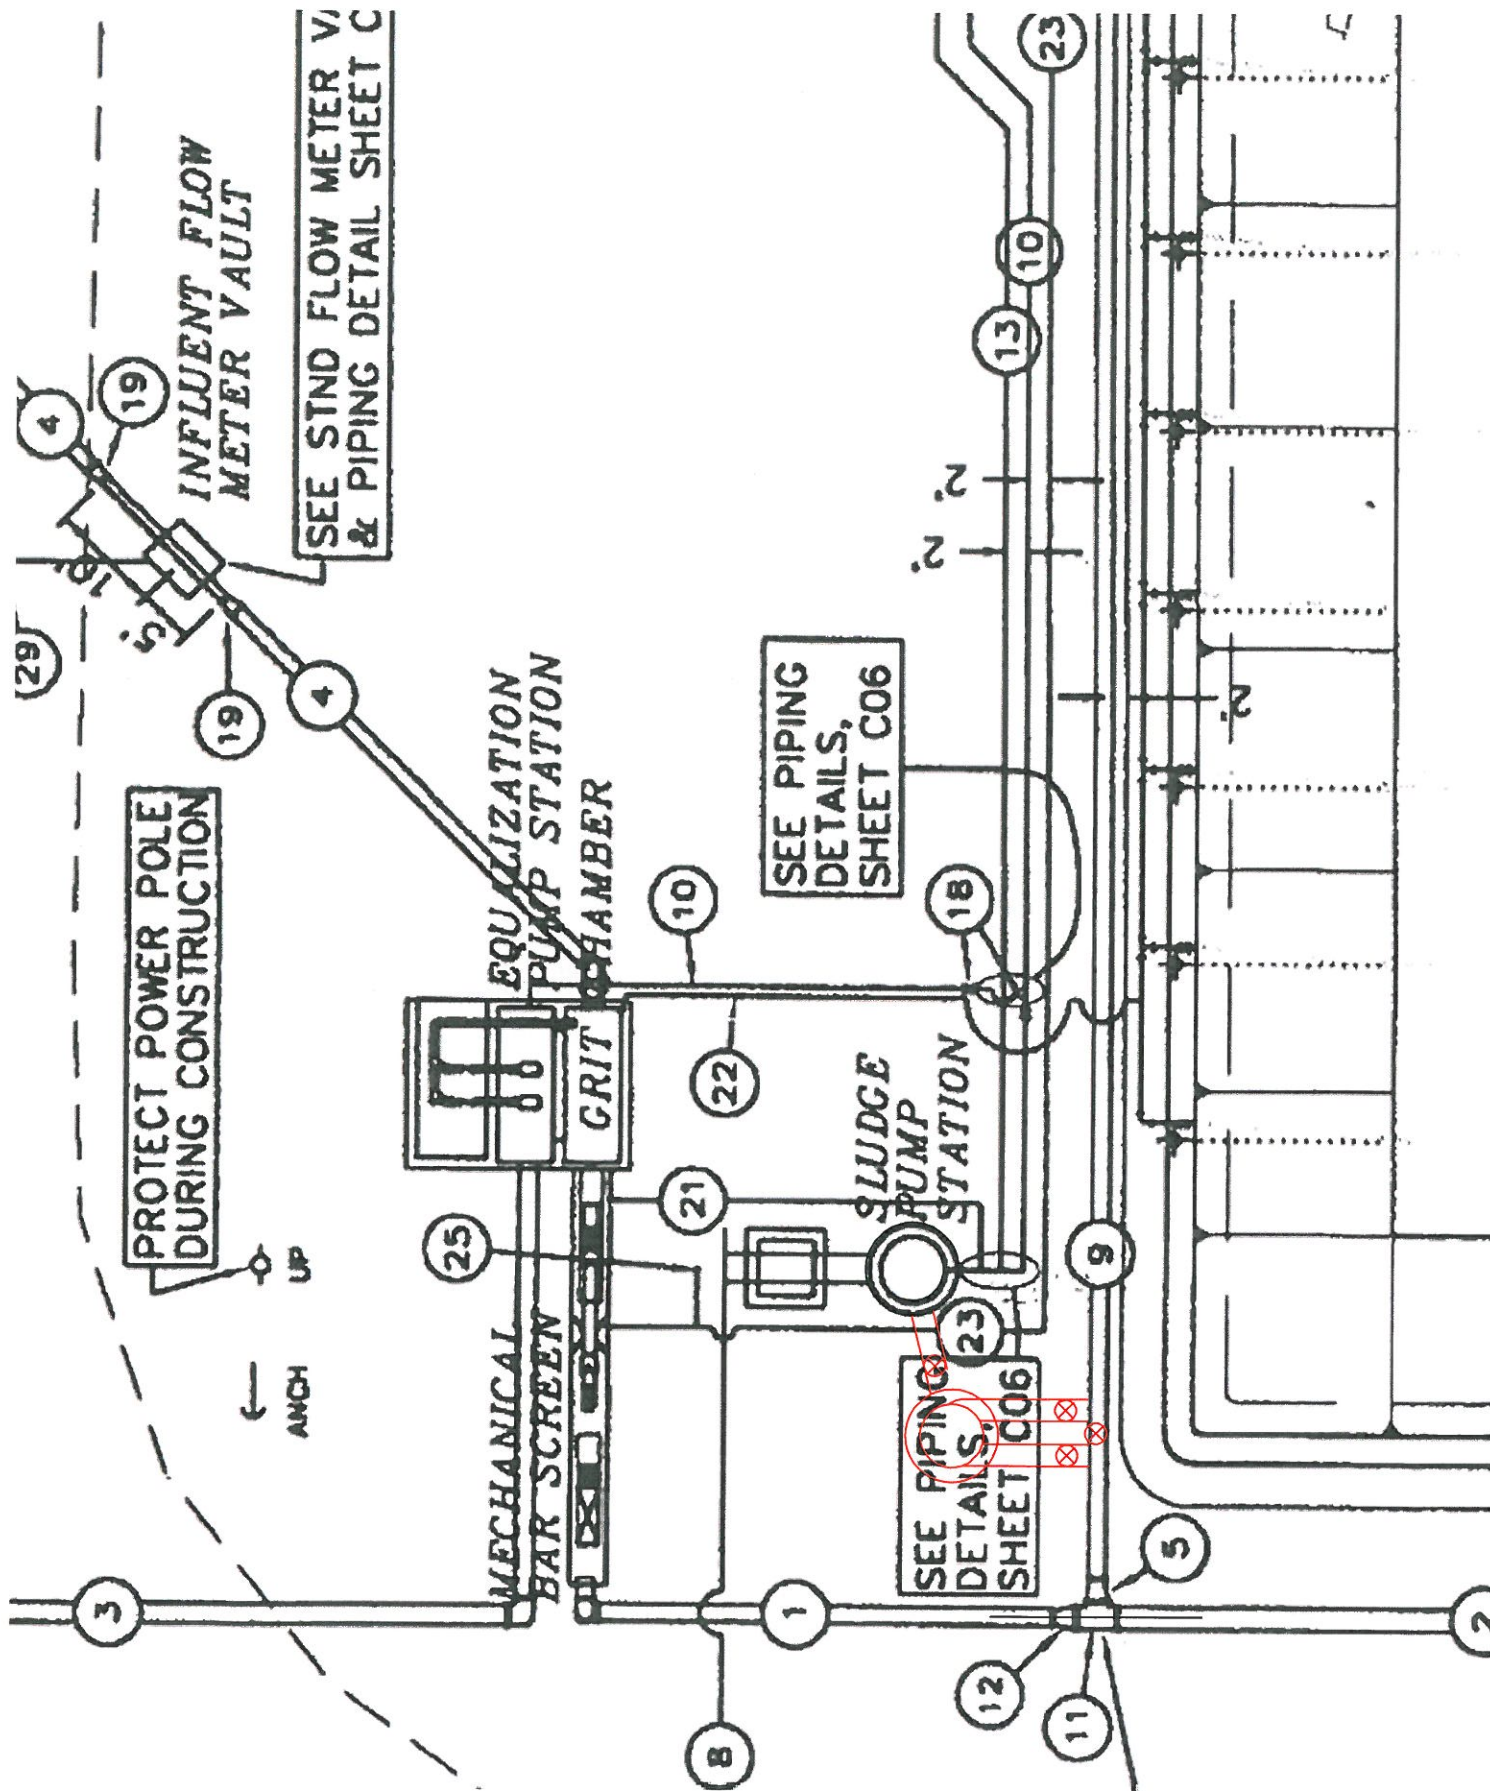 INFLUENT FLOW
METER VAULT
SEE STND FLOW METER
& PIPING DETAIL SHEET
PROTECT POWER POLE
DURING CONSTRUCTION
UP
ANCH
EQUALIZATION
PUMP STATION
GRIT CHAMBER
MECHANICAL
BAR SCREEN
SLUDGE
PUMP
STATION
SEE PIPING
DETAILS,
SHEET C06
SEE PIPING
DETAILS,
SHEET C06
4
19
29
18'
5'
19
4
10
22
18
21
25
23
9
13
10
23
2'
2'
2'
3
1
5
12
11
8
2